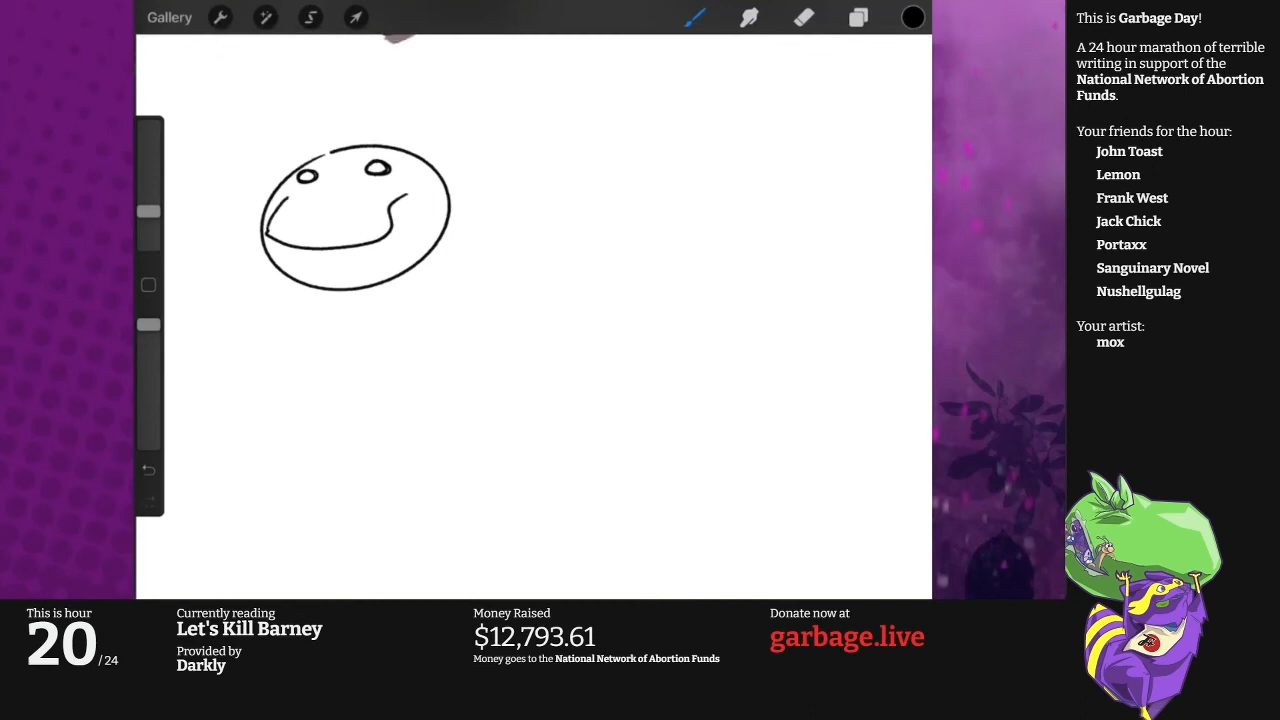 Gallery
This is Garbage Day!
A 24 hour marathon of terrible
writing in support of the
National Network of Abortion
Funds.
Your friends for the hour:
John Toast
Lemon
Frank West
Jack Chick
Portaxx
Sanguinary Novel
Nushellgulag
Your artist:
mox
This is hour
20 / 24
Currently reading
Let's Kill Barney
Provided by
Darkly
Money Raised
$12,793.61
Money goes to the National Network of Abortion Funds
Donate now at
garbage.live